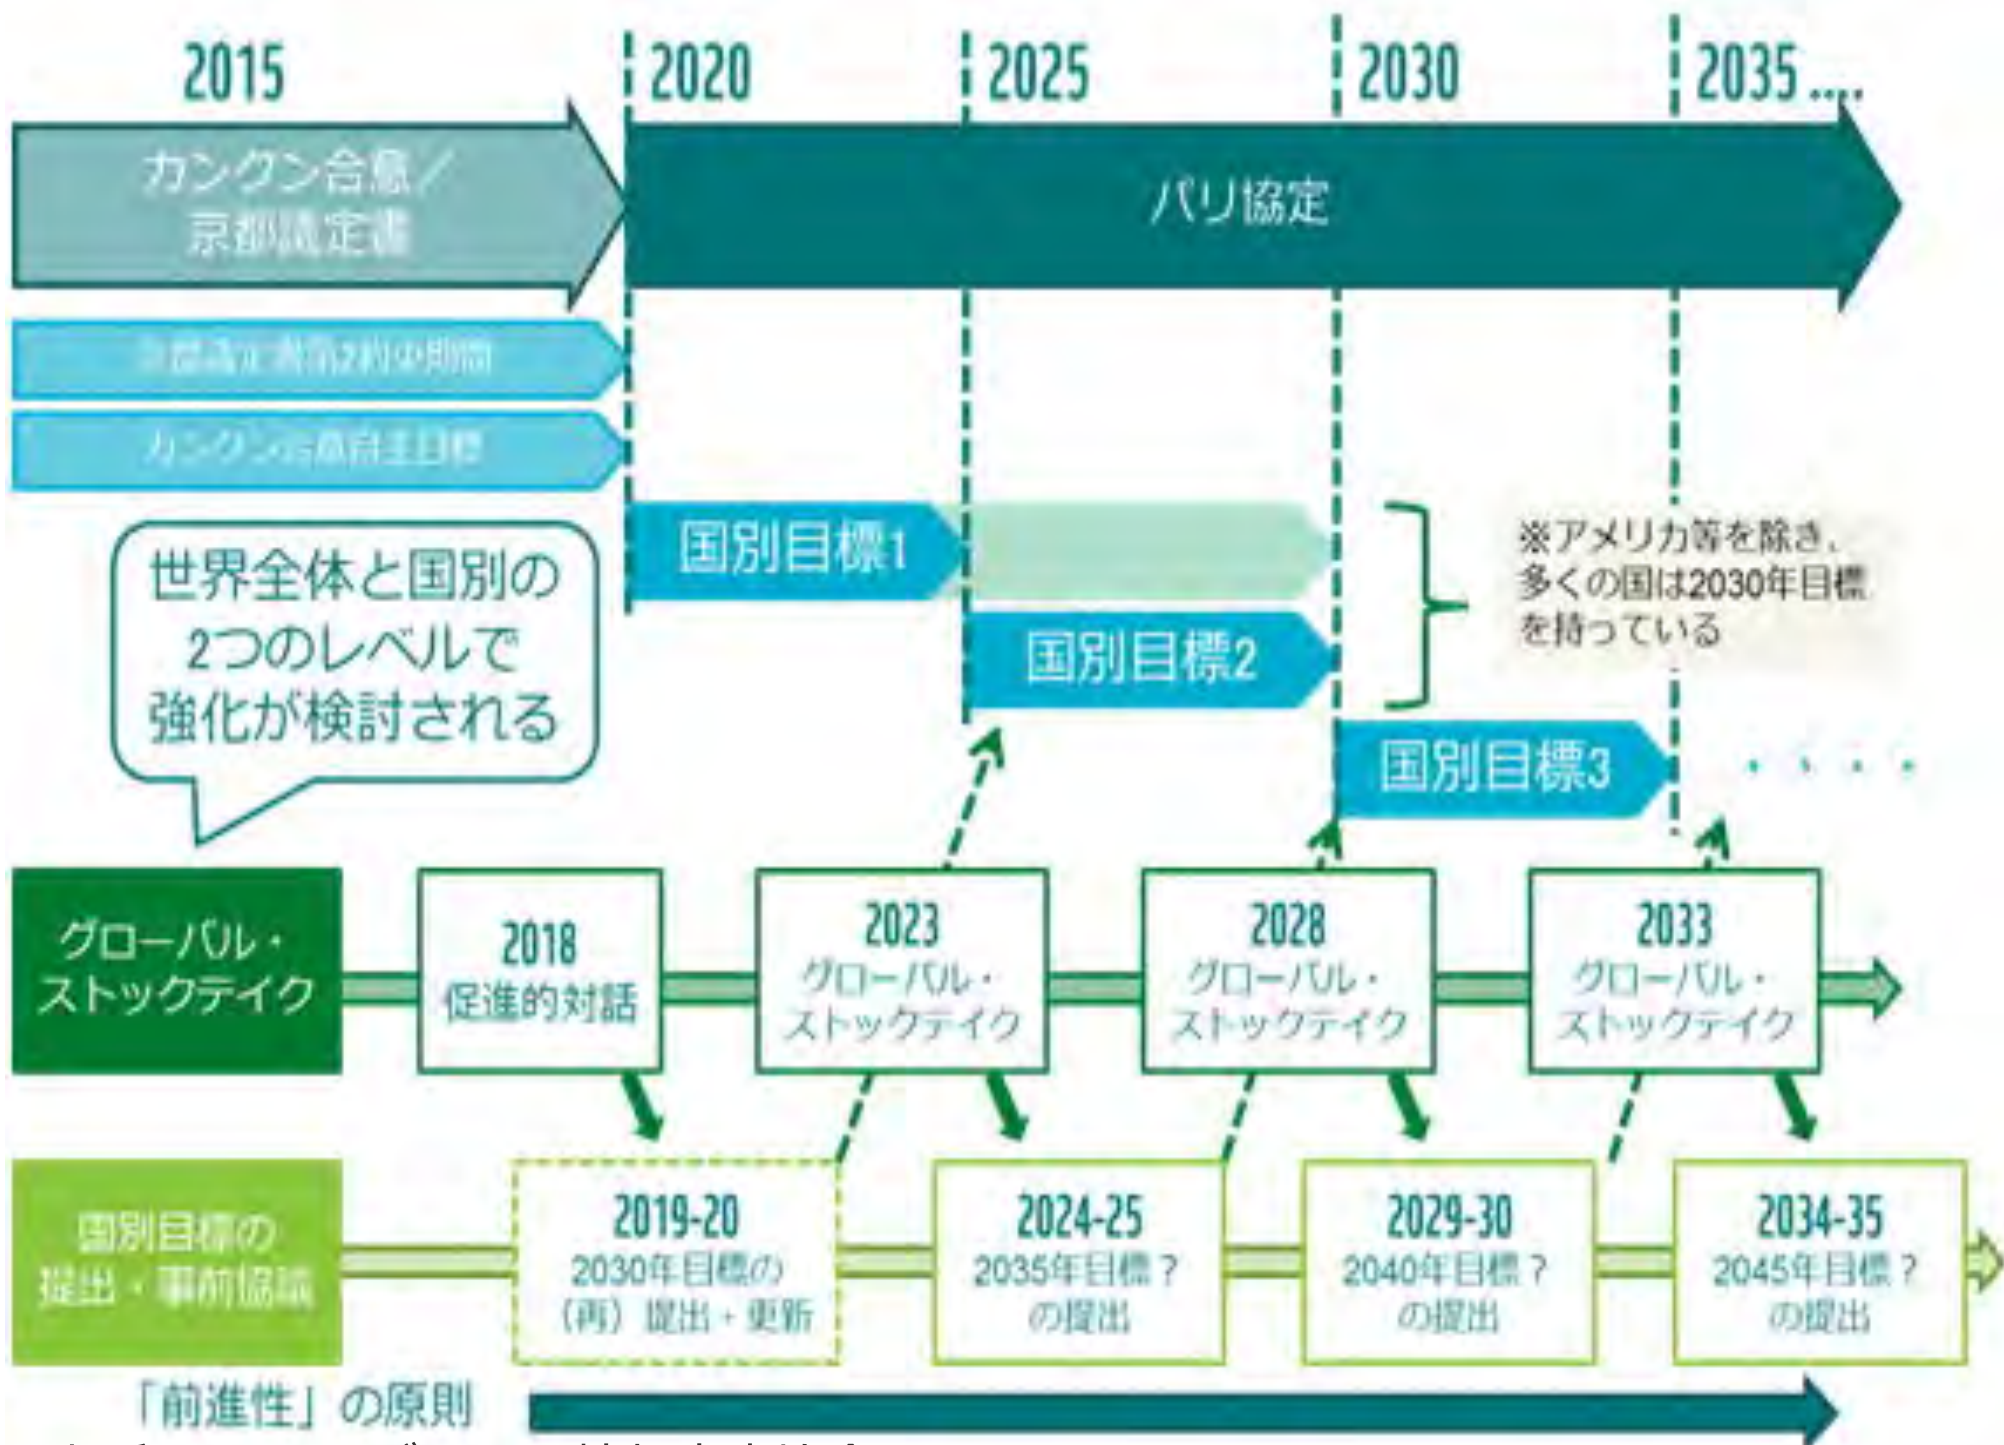 2015
2020
2025
2030
2035 ....
カンクン合意／
京都議定書
パリ協定
京都議定書第2約束期間
カンクン合意自主目標
国別目標1
国別目標2
国別目標3
※アメリカ等を除き、
多くの国は2030年目標
を持っている
世界全体と国別の
2つのレベルで
強化が検討される
グローバル・
ストックテイク
2018
促進的対話
2023
グローバル・
ストックテイク
2028
グローバル・
ストックテイク
2033
グローバル・
ストックテイク
国別目標の
提出・事前協議
2019-20
2030年目標の
（再）提出・更新
2024-25
2035年目標？
の提出
2029-30
2040年目標？
の提出
2034-35
2045年目標？
の提出
「前進性」の原則